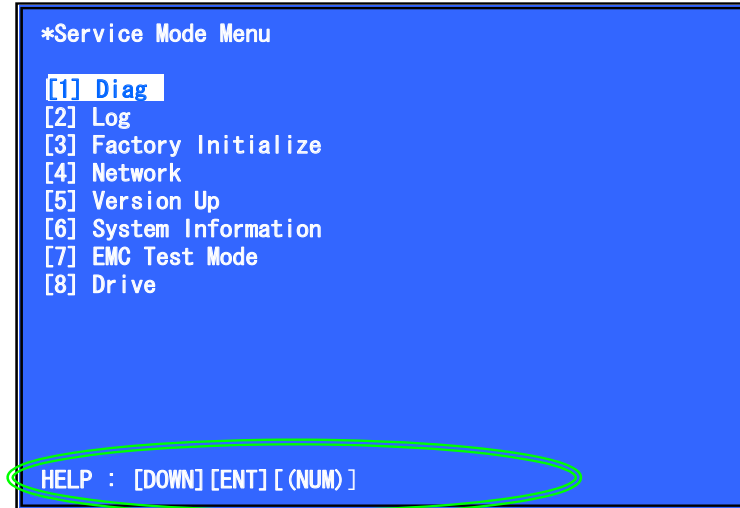 *Service Mode Menu
[1] Diag
[2] Log
[3] Factory Initialize
[4] Network
[5] Version Up
[6] System Information
[7] EMC Test Mode
[8] Drive
HELP : [DOWN][ENT][(NUM)]